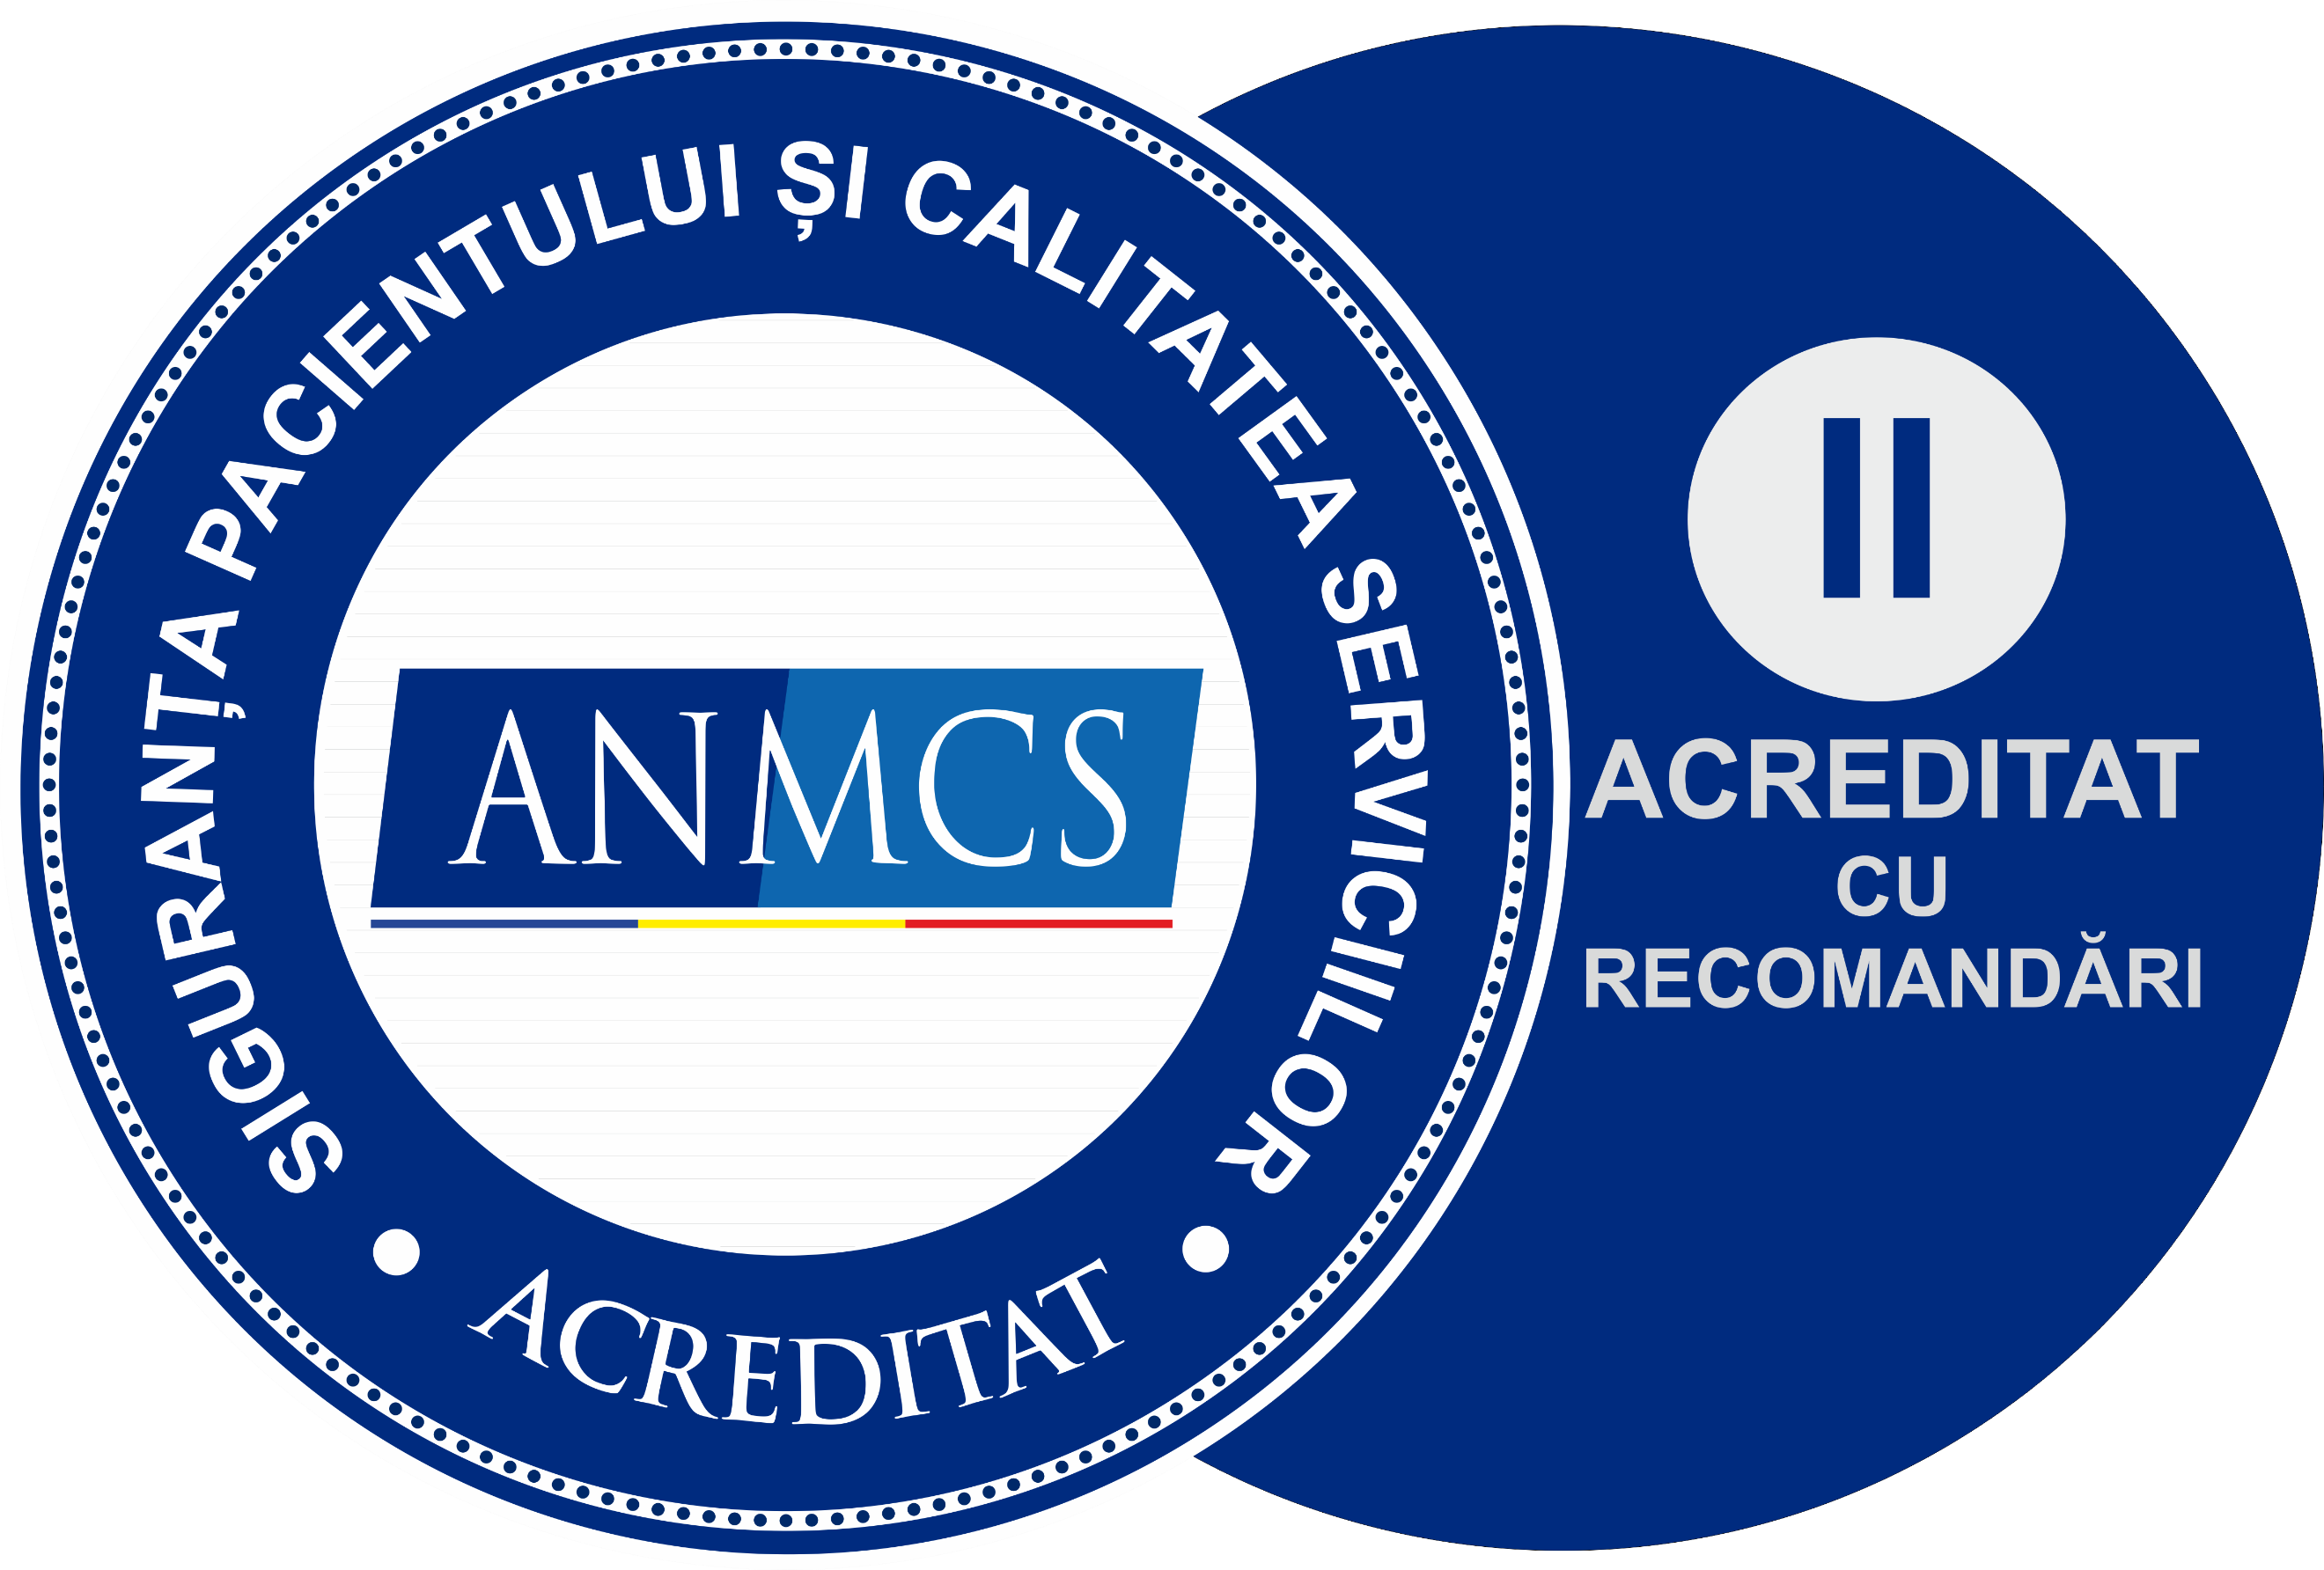 SIGURANȚA PACIENTULUI ȘI CALITATEA SERVICIILOR
ANMCS
ACREDITAT
II
ACREDITAT
CU
RECOMANDĂRI